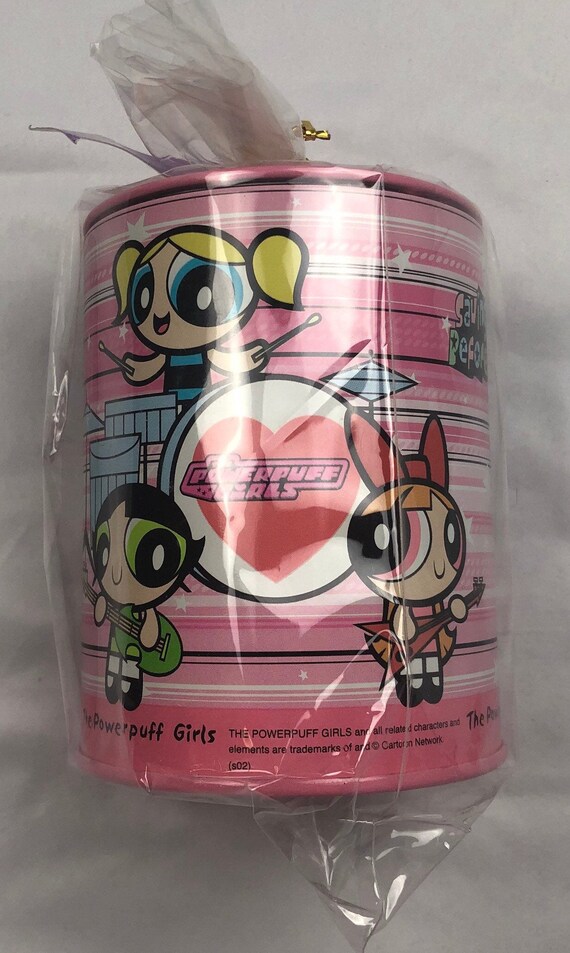 THE
POWERPUFF
GIRLS
The Powerpuff Girls
THE POWERPUFF GIRLS and all related characters and
elements are trademarks of and © Cartoon Network.
(s02)
The